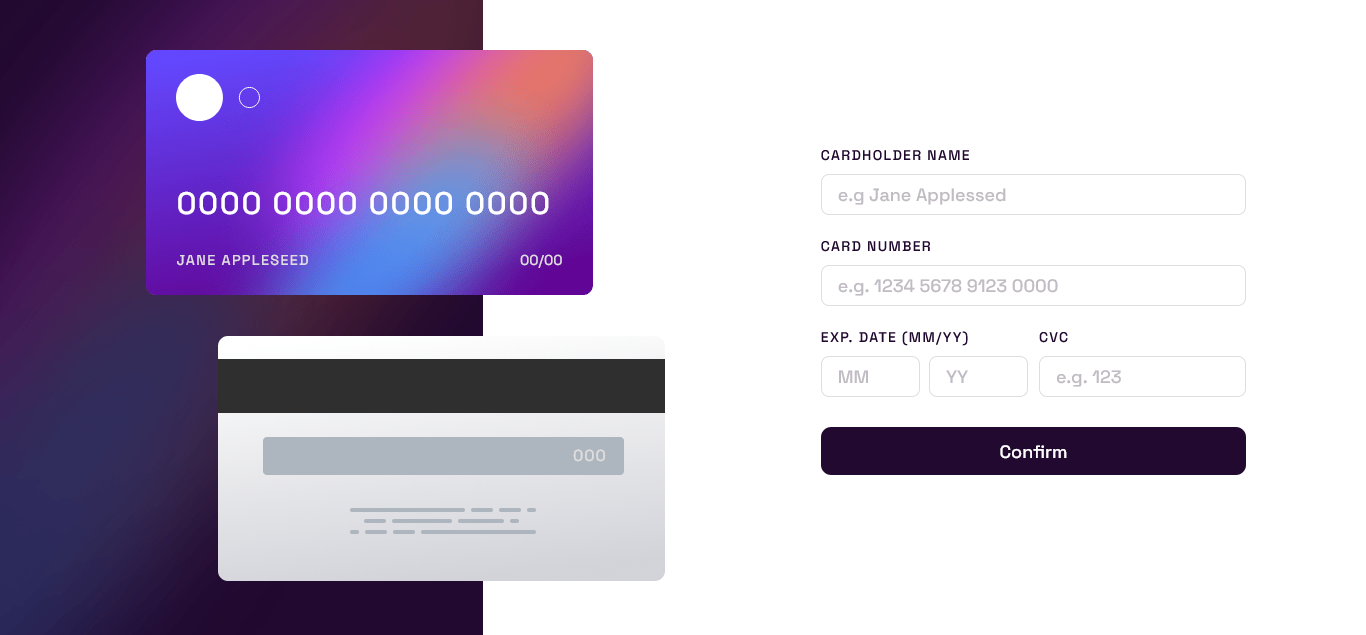 0000 0000 0000 0000
JANE APPLESEED 00/00
000
CARDHOLDER NAME
e.g Jane Applessed
CARD NUMBER
e.g. 1234 5678 9123 0000
EXP. DATE (MM/YY) CVC
MM YY e.g. 123
Confirm